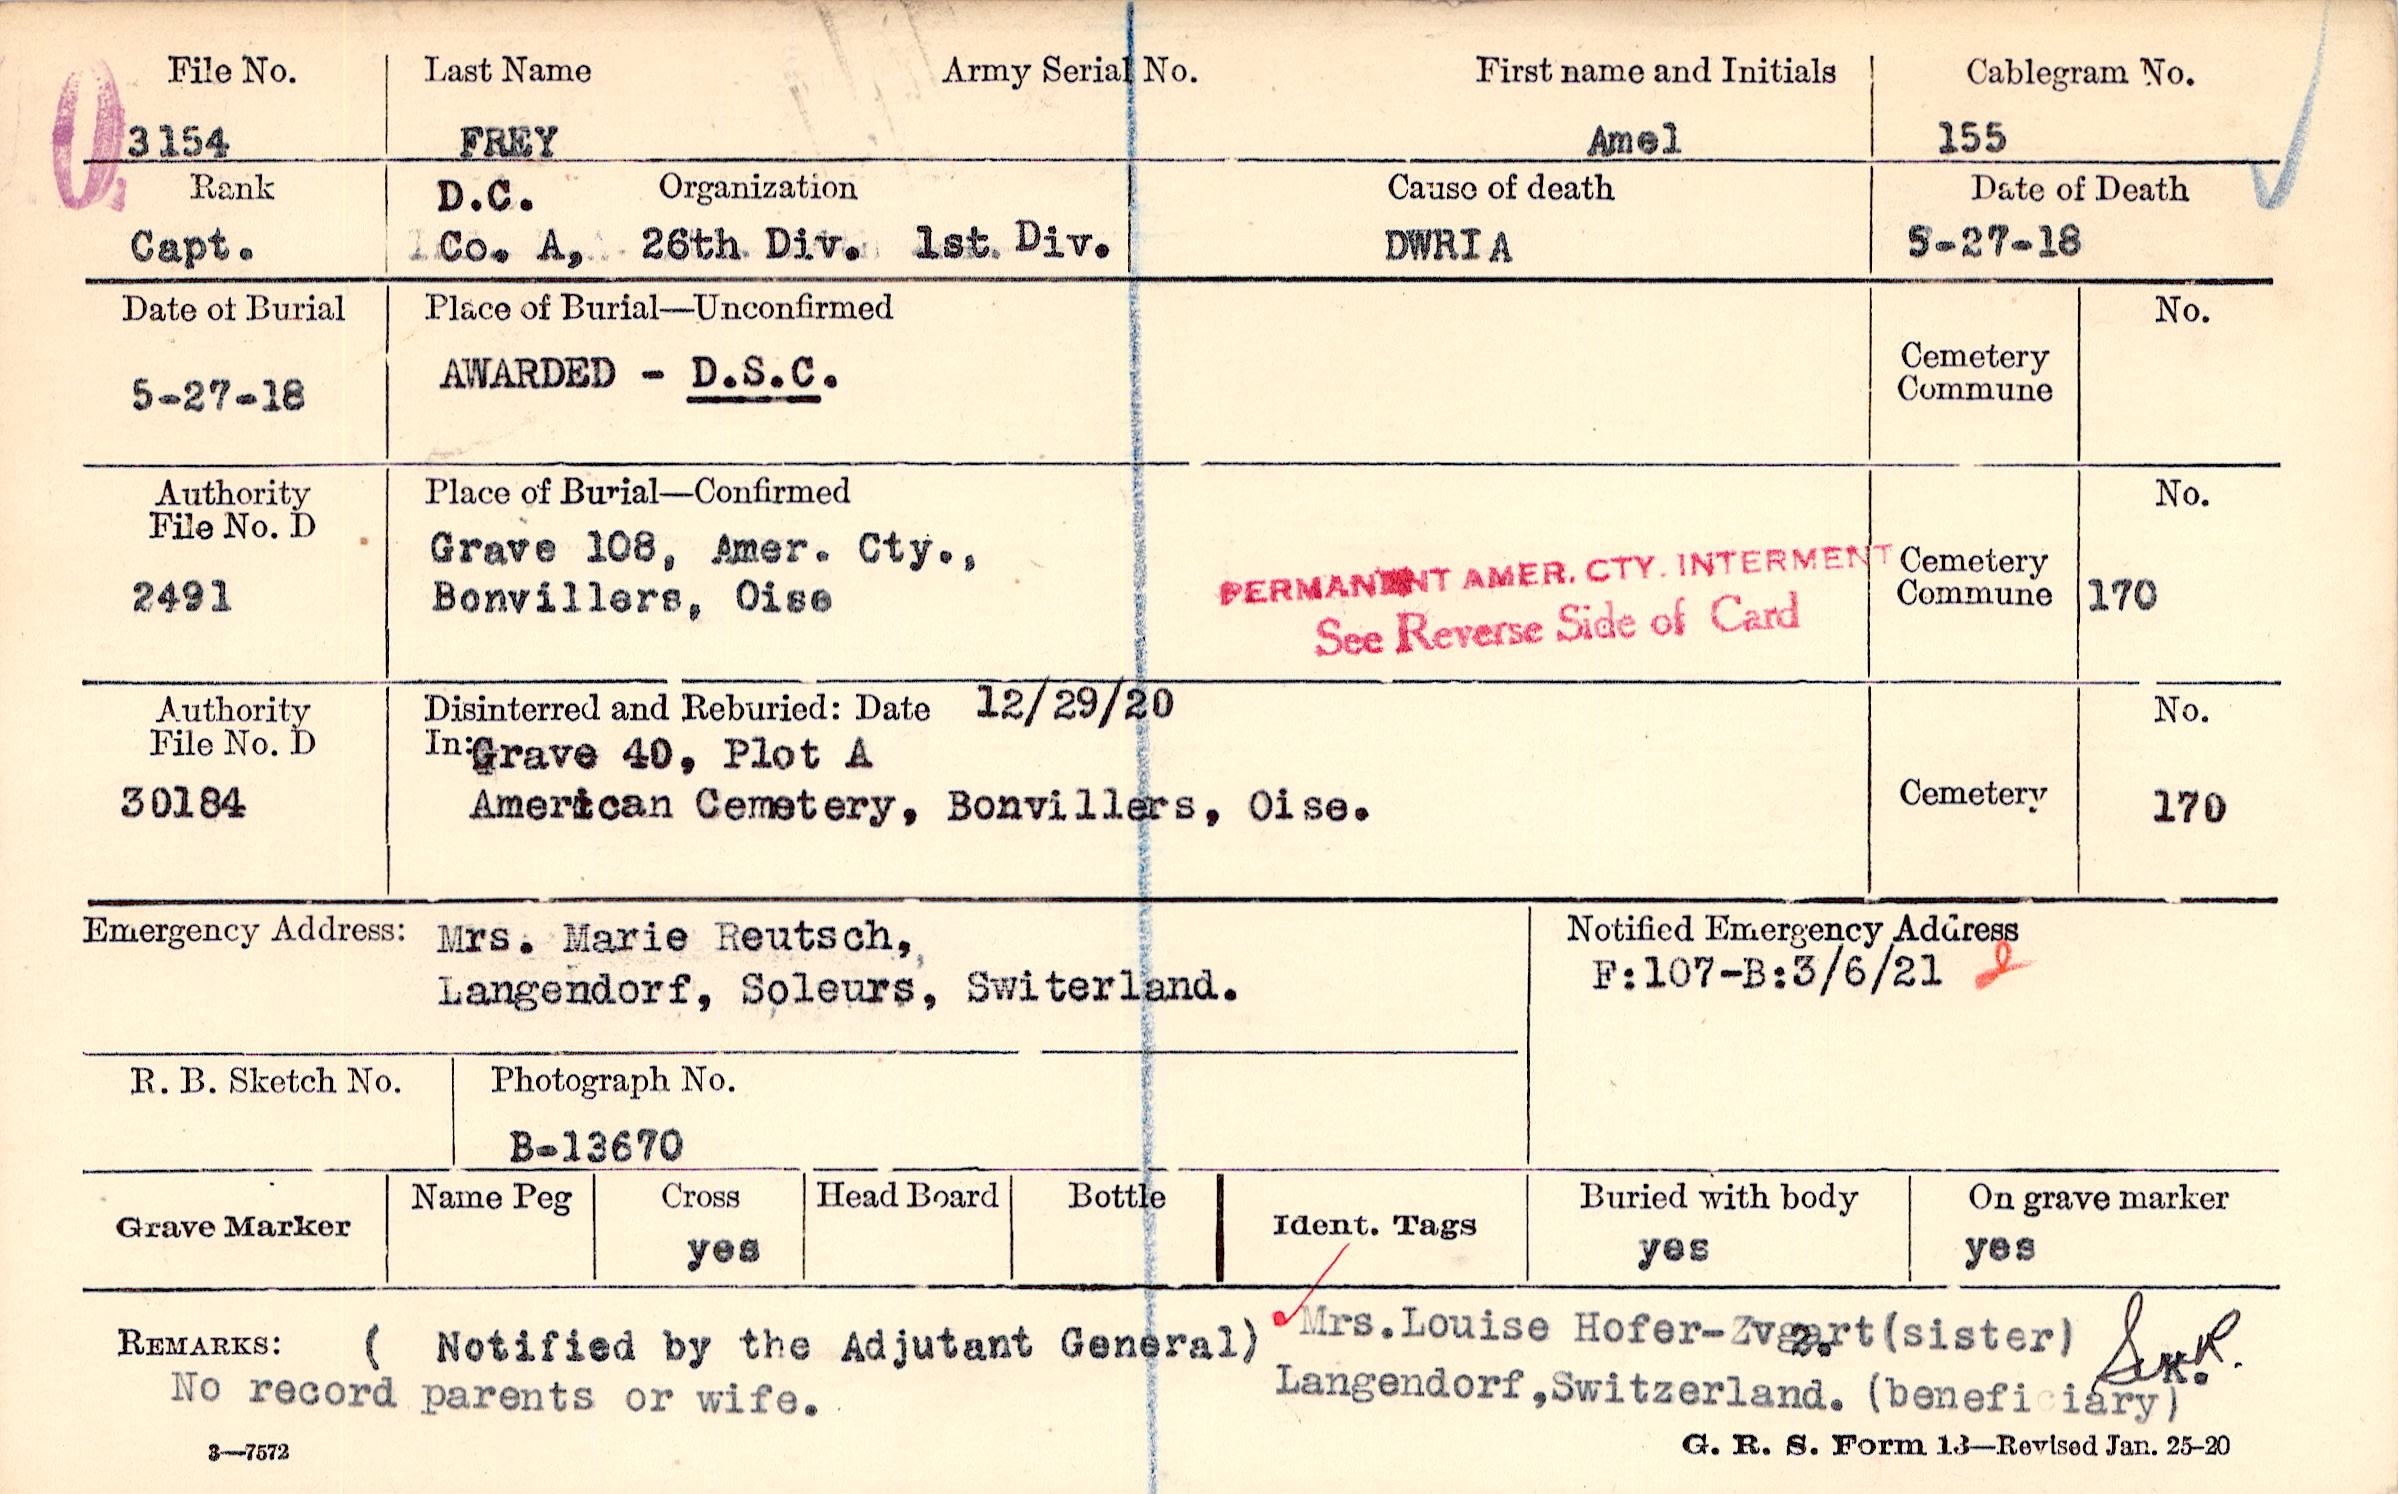 File No. Last Name Army Serial No. First name and Initials Cablegram No.
3154 FREY Amel 155
Rank D.C. Organization Cause of death Date of Death
Capt. Co. A, 26th Div. 1st Div. DWRIA 5-27-18
Date of Burial Place of Burial—Unconfirmed No.
5-27-18 AWARDED - D.S.C. Cemetery
Commune
Authority Place of Burial—Confirmed No.
File No. D
2491 Grave 108, Amer. Cty.,
Bonvillers, Oise
PERMANENT AMER. CTY. INTERMENT
See Reverse Side of Card
Cemetery
Commune 170
Authority Disinterred and Reburied: Date 12/29/20 No.
File No. D In: Grave 40, Plot A
30184 American Cemetery, Bonvillers, Oise. Cemetery 170
Emergency Address: Mrs. Marie Reutsch,
Langendorf, Soleurs, Switerland.
Notified Emergency Address
F:107-B:3/6/21
R. B. Sketch No. Photograph No.
B-13670
Grave Marker Name Peg Cross Head Board Bottle Ident. Tags Buried with body On grave marker
yes yes yes
REMARKS: ( Notified by the Adjutant General) Mrs.Louise Hofer- (sister)
No record parents or wife. Langendorf,Switzerland. (beneficiary)
3—7572 G. R. S. Form 13—Revised Jan. 25-20